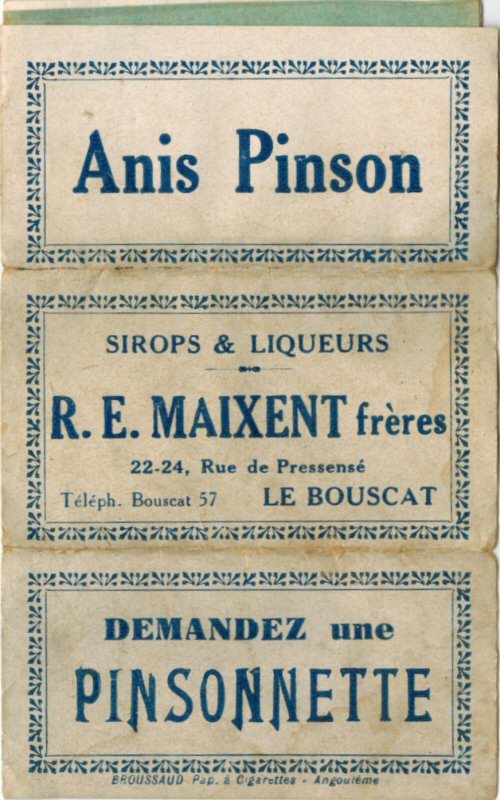 Anis Pinson
SIROPS & LIQUEURS
R. E. MAIXENT frères
22-24, Rue de Pressensé
Téléph. Bouscat 57 LE BOUSCAT
DEMANDEZ une
PINSONNETTE
BROUSSAUD Pap. à Cigarettes - Angoulême